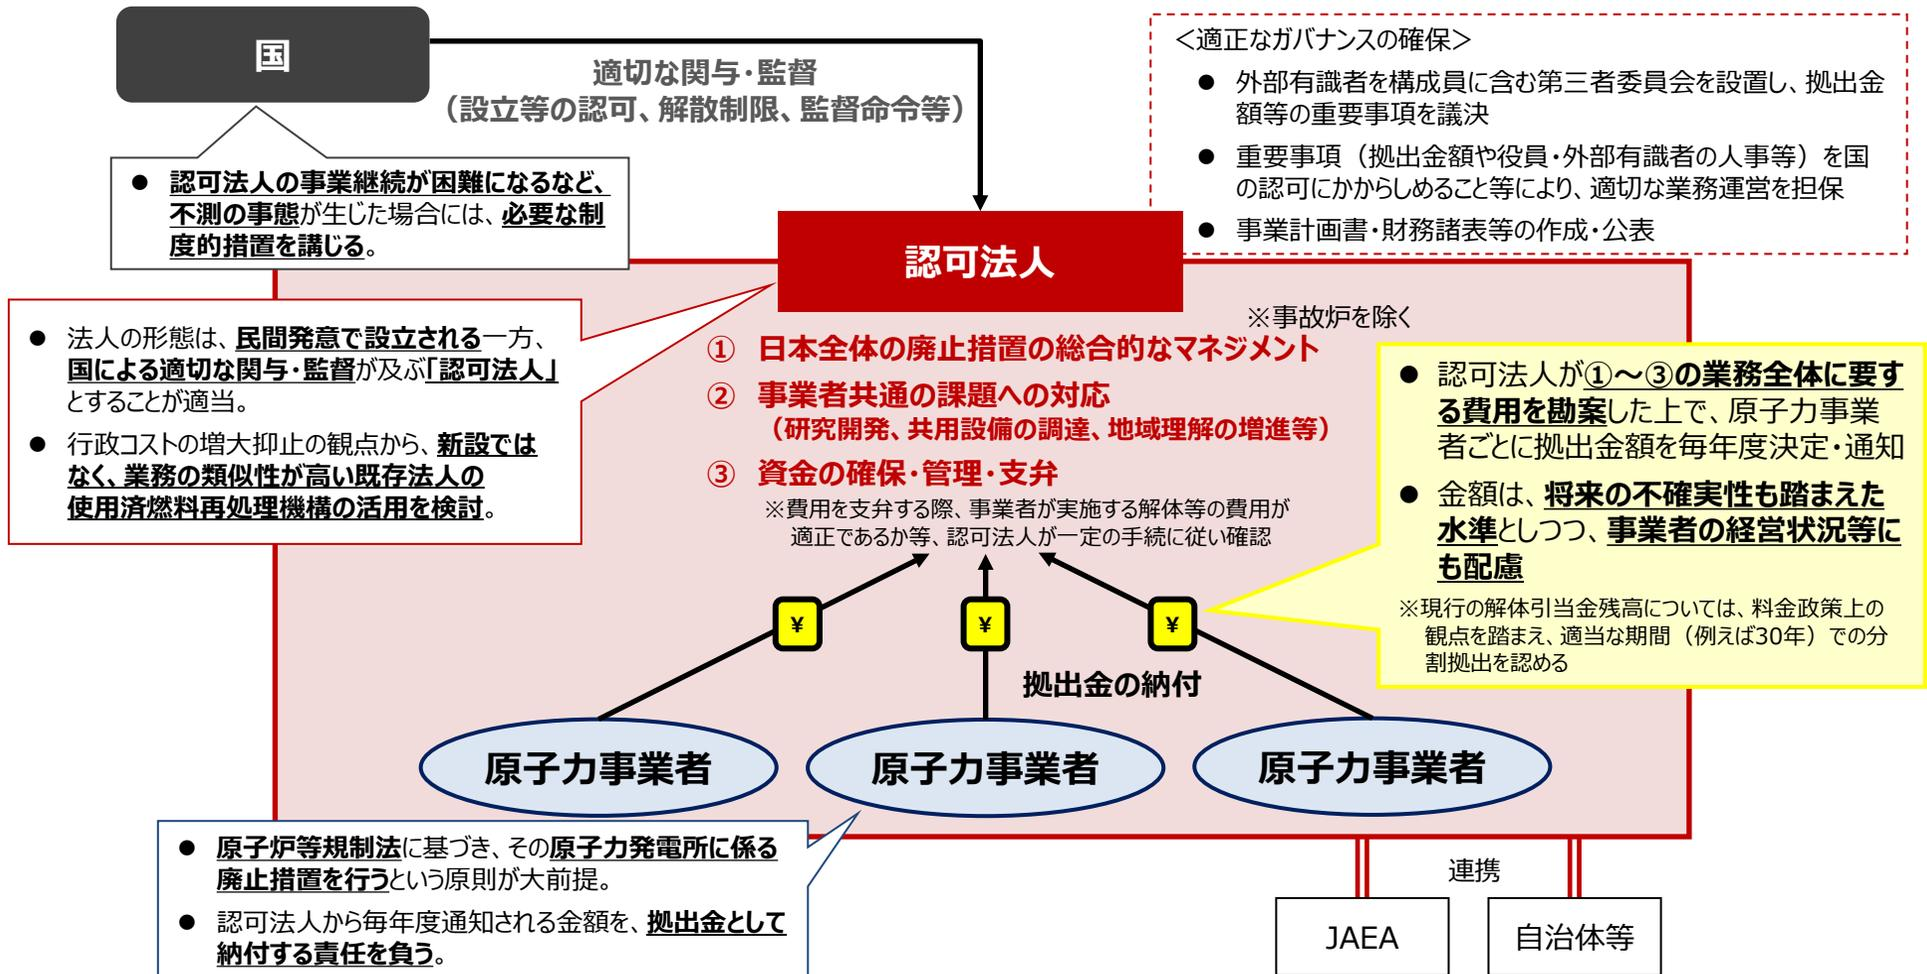 国
適切な関与・監督
（設立等の認可、解散制限、監督命令等）
＜適正なガバナンスの確保＞
● 外部有識者を構成員に含む第三者委員会を設置し、拠出金
額等の重要事項を議決
● 重要事項（拠出金額や役員・外部有識者の人事等）を国
の認可にかからしめること等により、適切な業務運営を担保
● 事業計画書・財務諸表等の作成・公表
● 認可法人の事業継続が困難になるなど、
不測の事態が生じた場合には、必要な制
度的措置を講じる。
認可法人
● 法人の形態は、民間発意で設立される一方、
国による適切な関与・監督が及ぶ「認可法人」
とすることが適当。
● 行政コストの増大抑止の観点から、新設では
なく、業務の類似性が高い既存法人の
使用済燃料再処理機構の活用を検討。
※事故炉を除く
① 日本全体の廃止措置の総合的なマネジメント
② 事業者共通の課題への対応
（研究開発、共用設備の調達、地域理解の増進等）
③ 資金の確保・管理・支弁
※費用を支弁する際、事業者が実施する解体等の費用が
適正であるか等、認可法人が一定の手続に従い確認
● 認可法人が①～③の業務全体に要す
る費用を勘案した上で、原子力事業
者ごとに拠出金額を毎年度決定・通知
● 金額は、将来の不確実性も踏まえた
水準としつつ、事業者の経営状況等に
も配慮
※現行の解体引当金残高については、料金政策上の
観点を踏まえ、適当な期間（例えば30年）での分
割拠出を認める
¥
¥
¥
拠出金の納付
原子力事業者
原子力事業者
原子力事業者
● 原子炉等規制法に基づき、その原子力発電所に係る
廃止措置を行うという原則が大前提。
● 認可法人から毎年度通知される金額を、拠出金として
納付する責任を負う。
連携
JAEA
自治体等